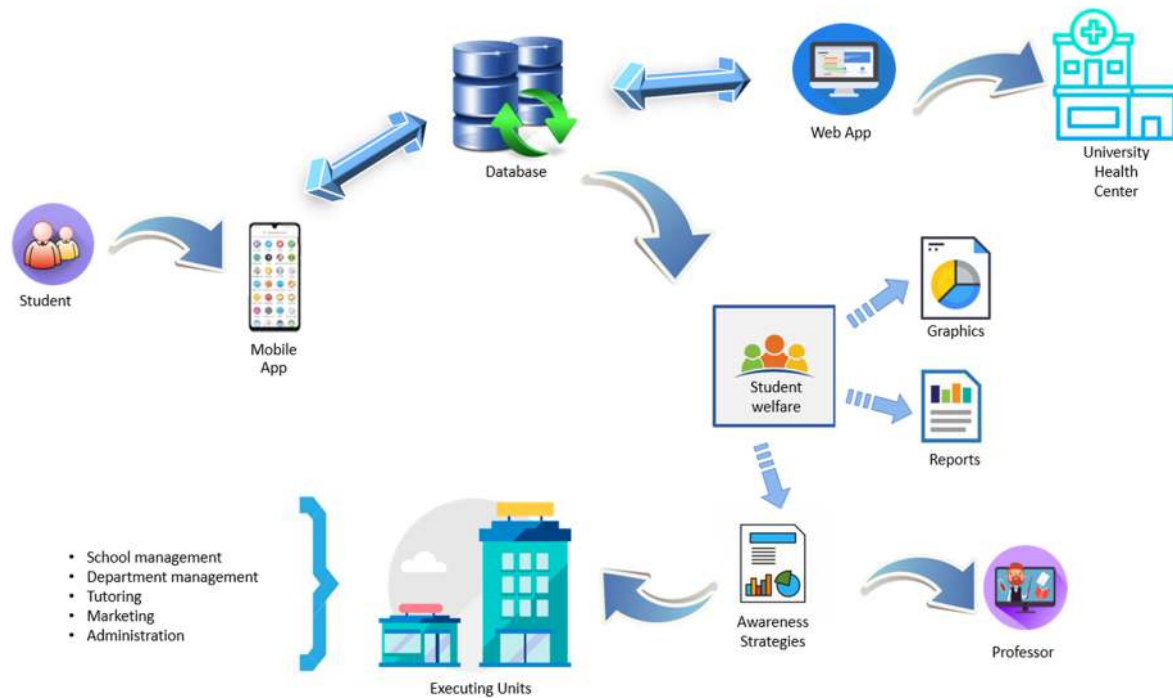 Database
Web App
University
Health
Center
Student
Mobile
App
Graphics
Student
welfare
Reports
• School management
• Department management
• Tutoring
• Marketing
• Administration
Awareness
Strategies
Professor
Executing Units